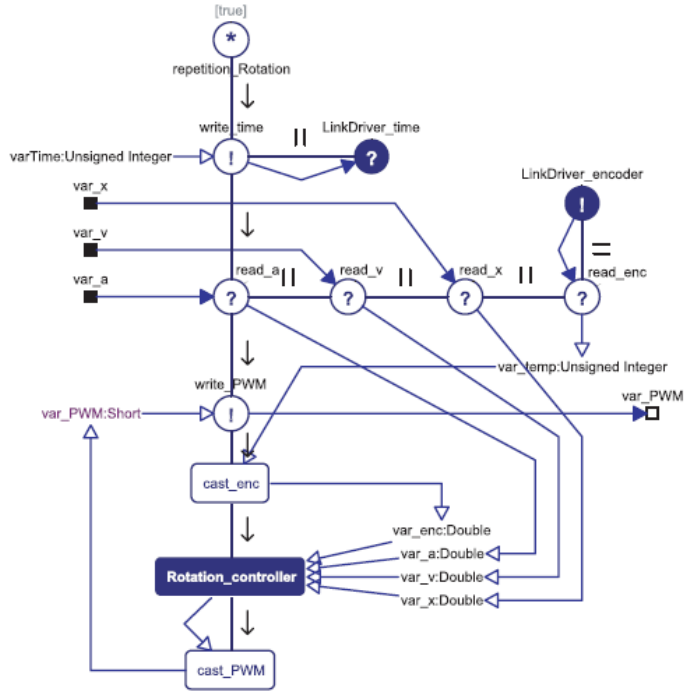 [true]
*
repetition_Rotation
write_time
LinkDriver_time
varTime:Unsigned Integer
!
?
var_x
LinkDriver_encoder
!
var_v
read_a
read_v
read_x
read_enc
var_a
?
?
?
?
var_temp:Unsigned Integer
write_PWM
var_PWM
var_PWM:Short
!
cast_enc
var_enc:Double
var_a:Double
Rotation_controller
var_v:Double
var_x:Double
cast_PWM